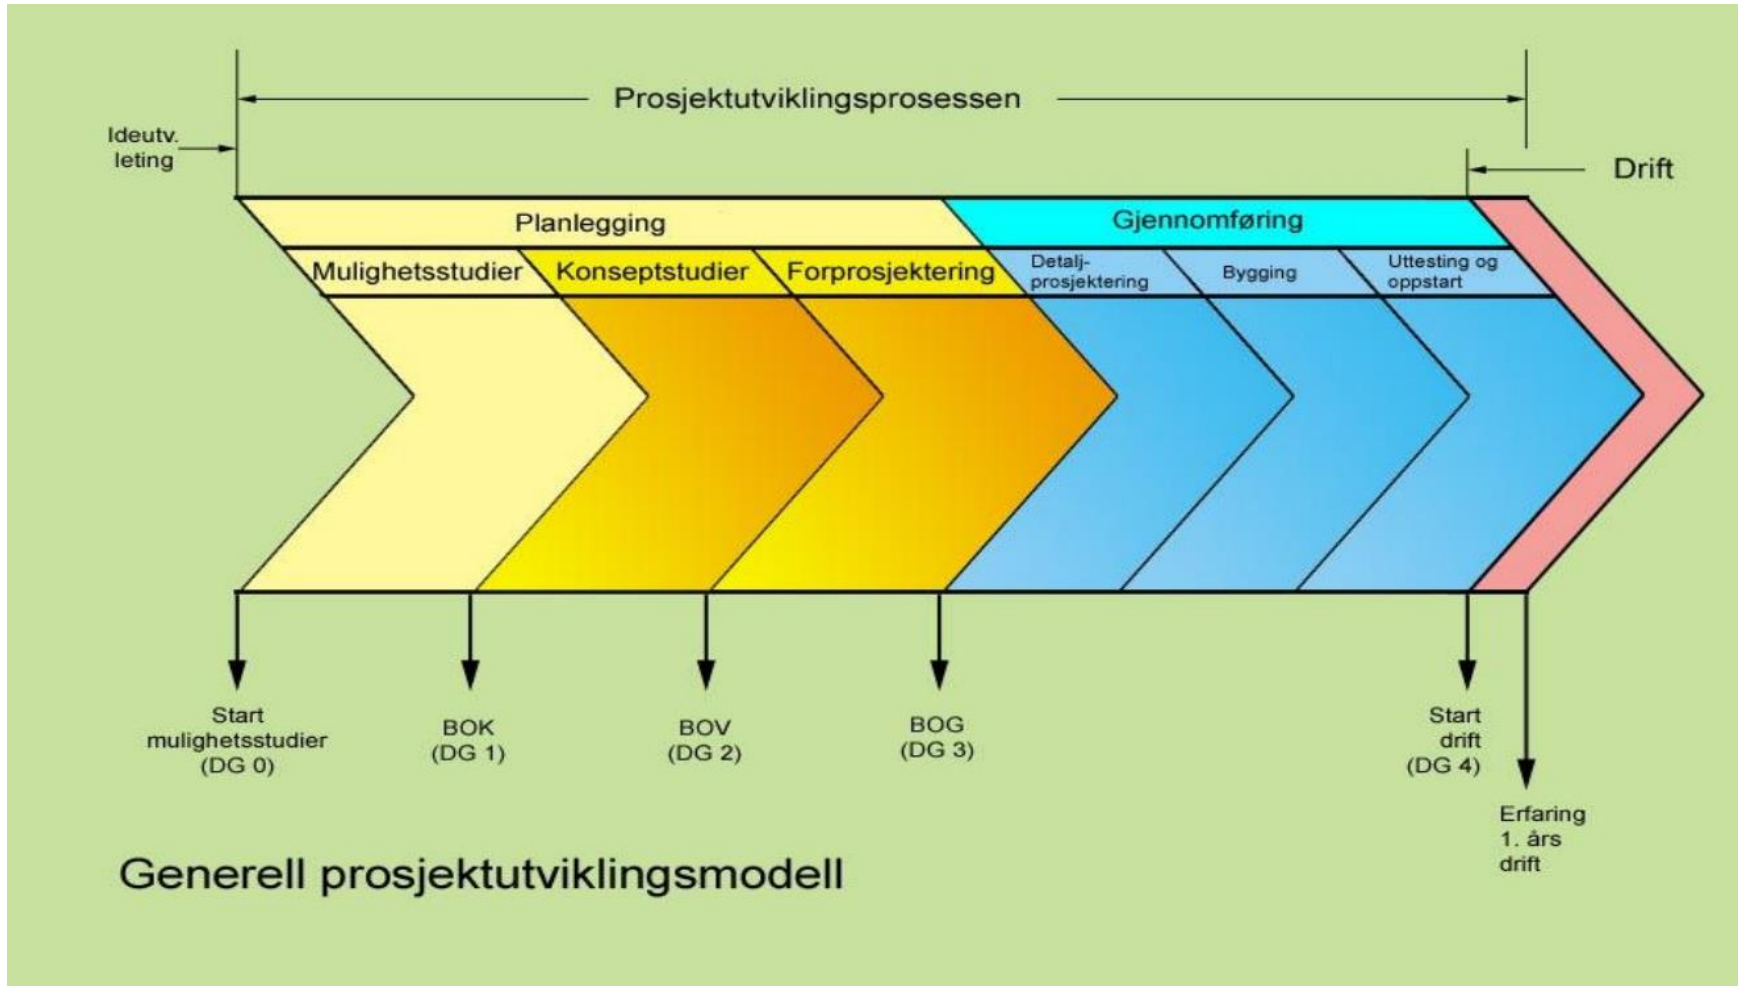 Prosjektutviklingsprosessen
Ideutv.
leting
Drift
Planlegging
Gjennomføring
Mulighetsstudier
Konseptstudier
Forprosjektering
Detalj-
prosjektering
Bygging
Uttesting og
oppstart
Start
mulighetsstudier
(DG 0)
BOK
(DG 1)
BOV
(DG 2)
BOG
(DG 3)
Start
drift
(DG 4)
Erfaring
1. års
drift
Generell prosjektutviklingsmodell